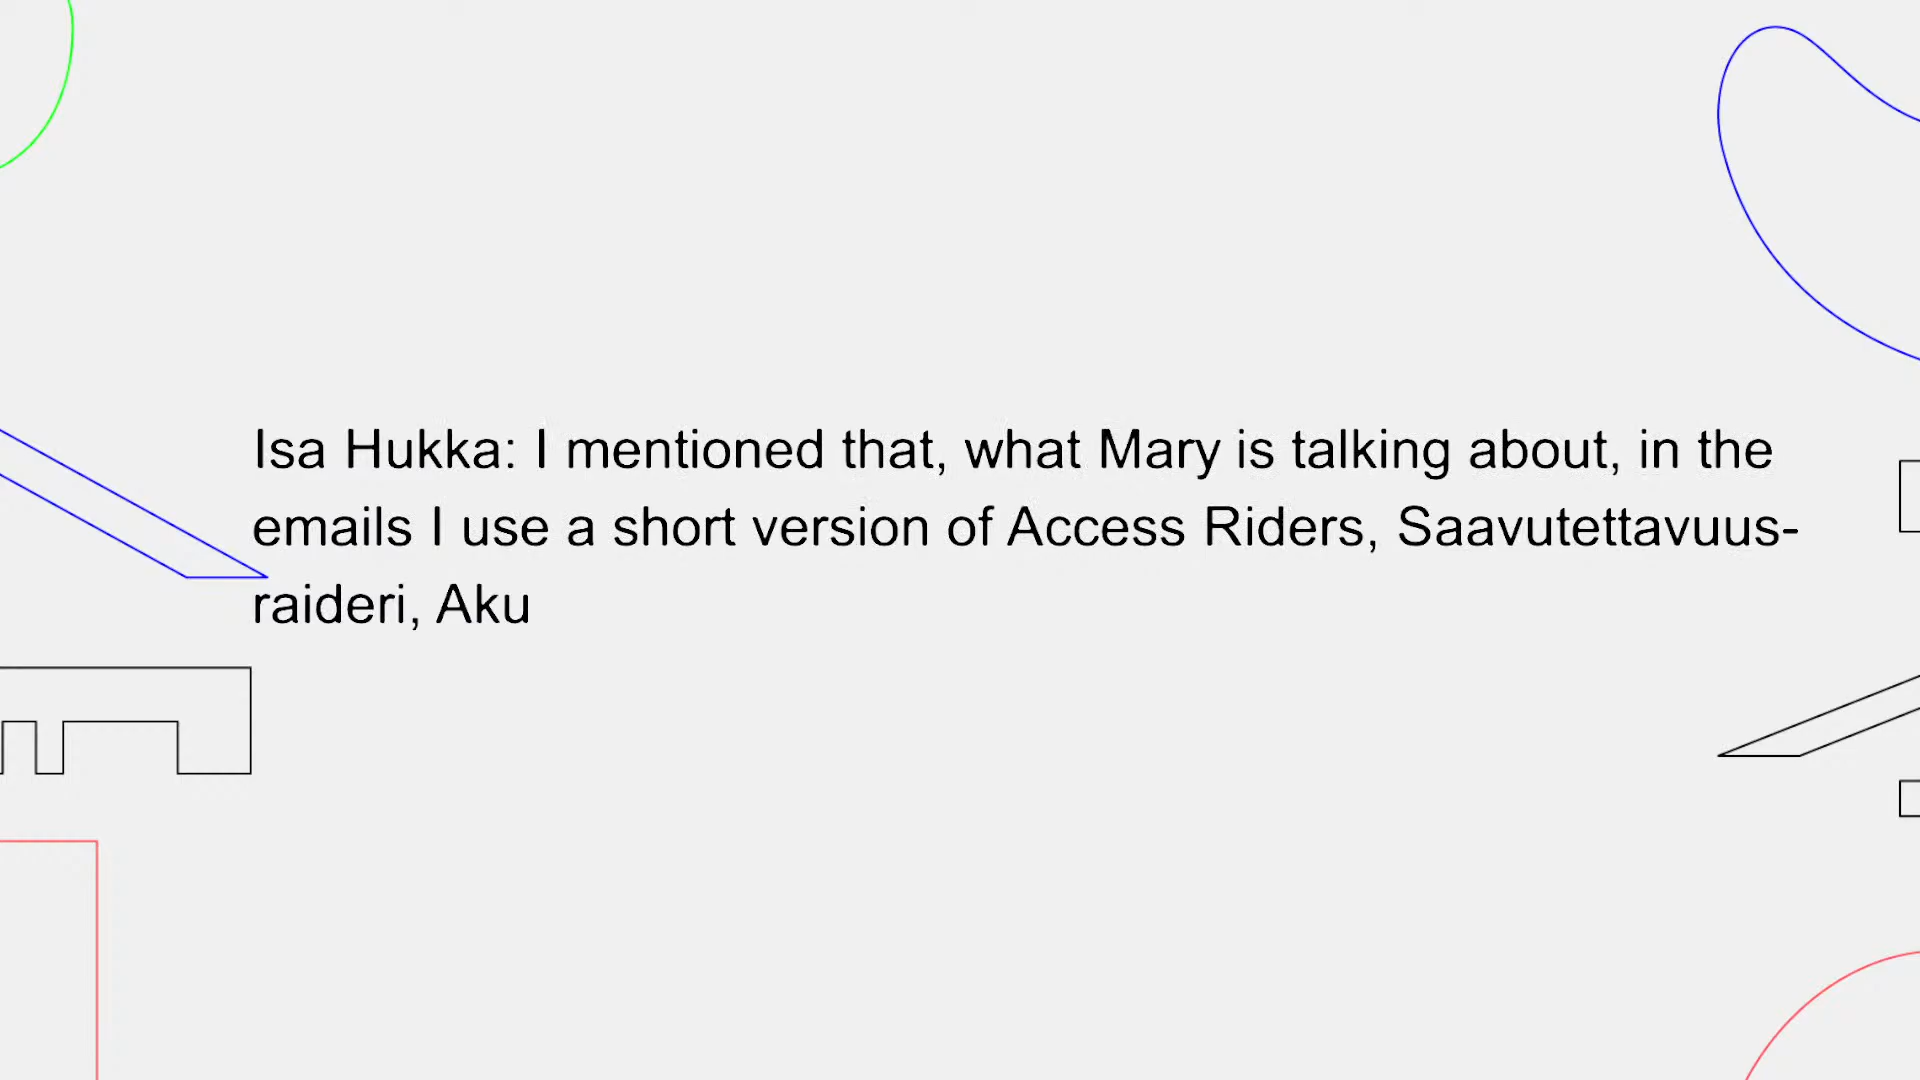 Isa Hukka: I mentioned that, what Mary is talking about, in the
emails I use a short version of Access Riders, Saavutettavuus-
raideri, Aku